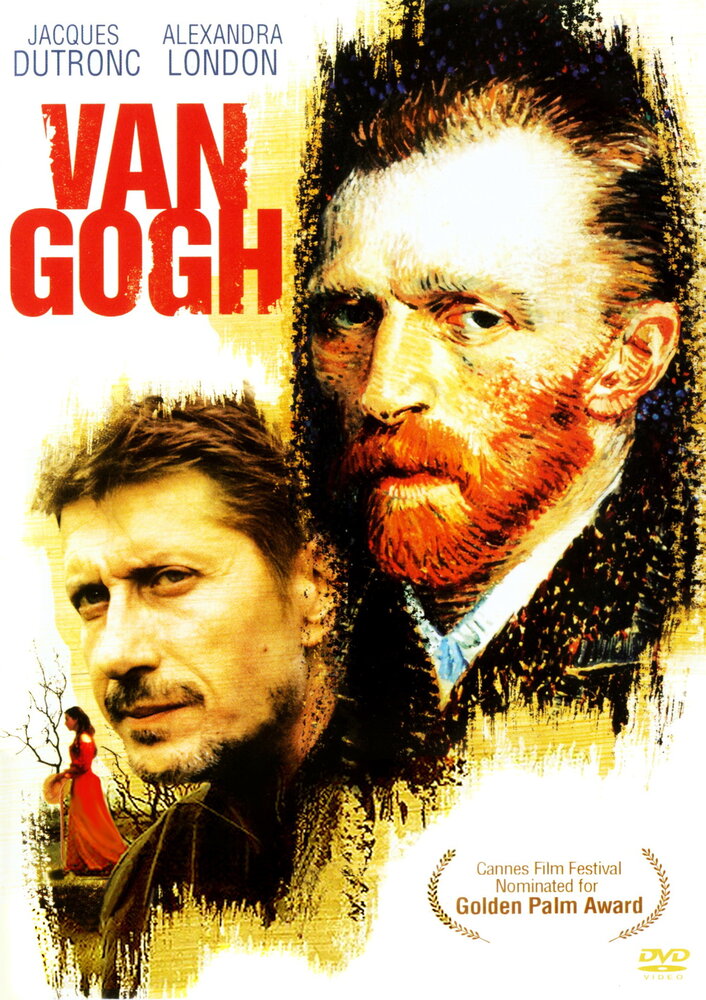 JACQUES ALEXANDRA
DUTRONC LONDON
VAN
GOGH
Cannes Film Festival
Nominated for
Golden Palm Award
DVD
VIDEO